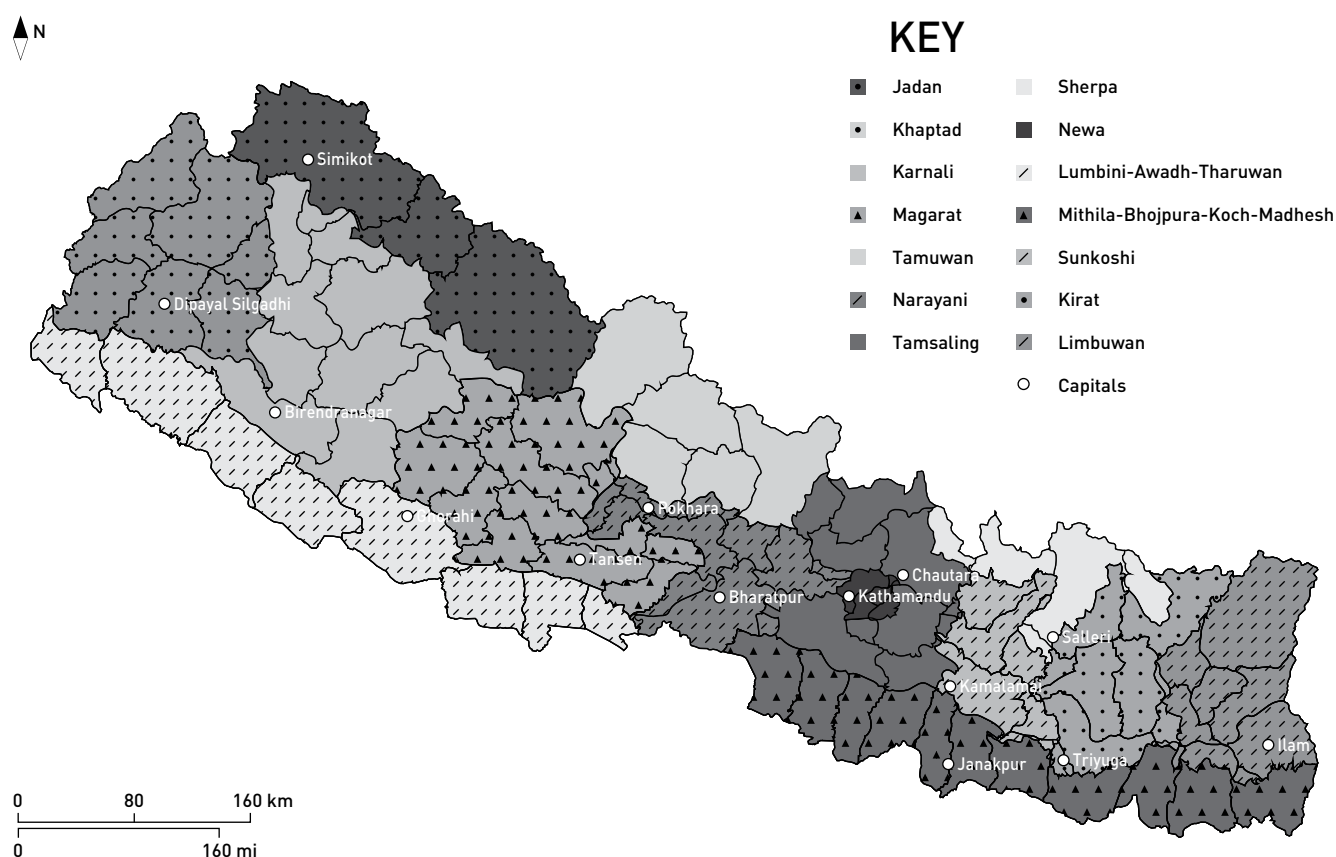 N
KEY
Jadan
Khaptad
Karnali
Magarat
Tamuwan
Narayani
Tamsaling
Sherpa
Newa
Lumbini-Awadh-Tharuwan
Mithila-Bhojpura-Koch-Madhesh
Sunkoshi
Kirat
Limbuwan
Capitals
Simikot
Dipayal Silgadhi
Birendranagar
Ghorahi
Pokhara
Tansen
Bharatpur
Chautara
Kathamandu
Salleri
Kamalamai
Ilam
Triyuga
Janakpur
0 80 160 km
0 160 mi